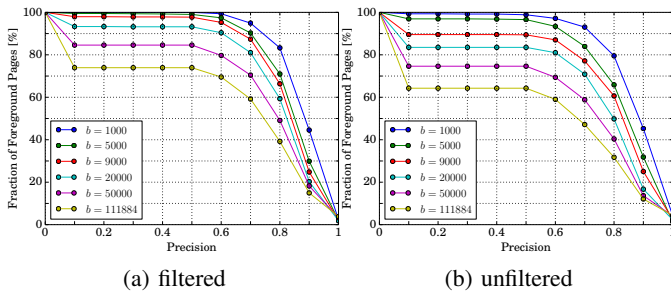 Fraction of Foreground Pages [%]
100
80
60
40
20
0
b = 1000
b = 5000
b = 9000
b = 20000
b = 50000
b = 111884
0 0.2 0.4 0.6 0.8 1
Precision
(a) filtered
Fraction of Foreground Pages [%]
100
80
60
40
20
0
b = 1000
b = 5000
b = 9000
b = 20000
b = 50000
b = 111884
0 0.2 0.4 0.6 0.8 1
Precision
(b) unfiltered